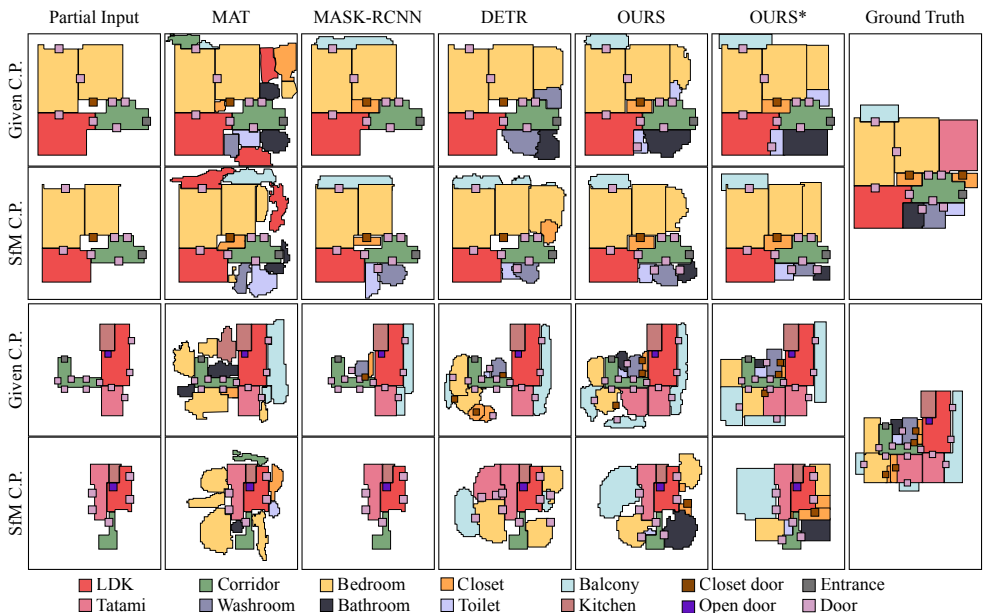 Partial Input MAT MASK-RCNN DETR OURS OURS* Ground Truth
Given C.P.
SfM C.P.
Given C.P.
SfM C.P.
LDK Corridor Bedroom Closet Balcony Closet door Entrance
Tatami Washroom Bathroom Toilet Kitchen Open door Door